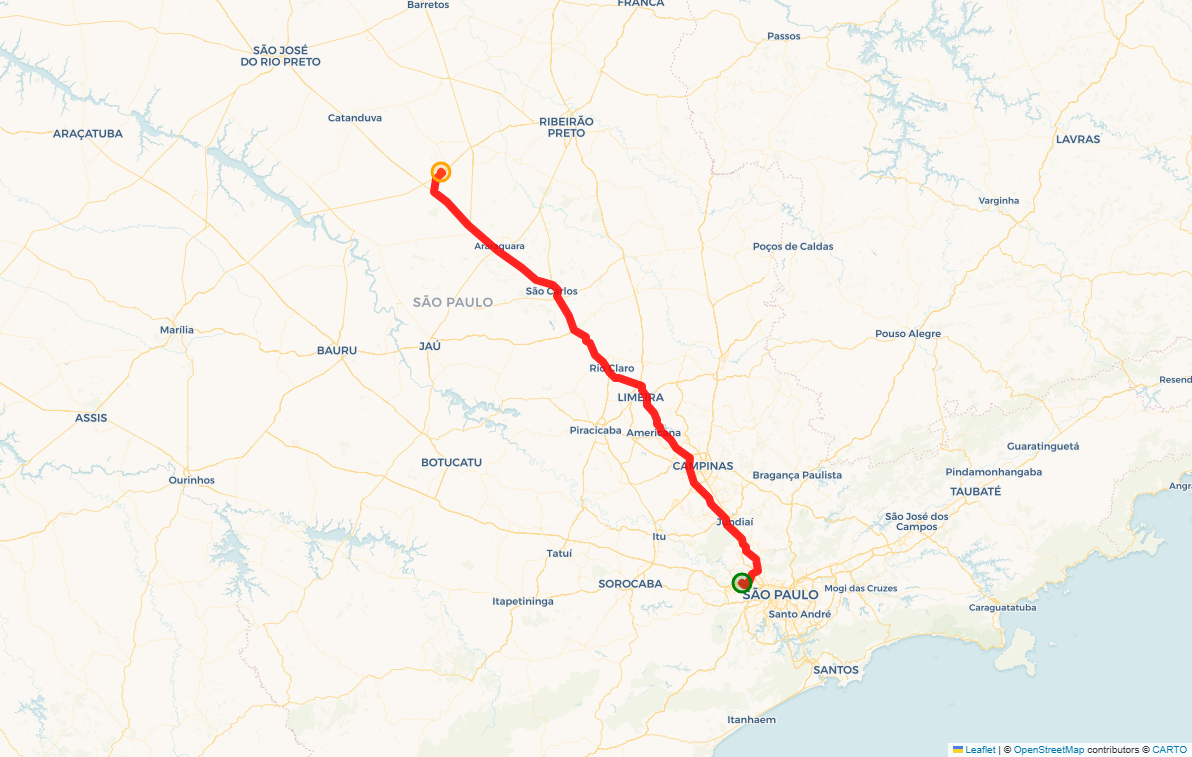 Barretos
FRANCA
Passos
SÃO JOSÉ
DO RIO PRETO
Catanduva
RIBEIRÃO
PRETO
ARAÇATUBA
LAVRAS
Varginha
Araraquara
Poços de Caldas
São Carlos
SÃO PAULO
Marília
Pouso Alegre
BAURU
JAÚ
Rio Claro
Resend
LIMEIRA
ASSIS
Piracicaba
Americana
Guaratinguetá
BOTUCATU
CAMPINAS
Bragança Paulista
Pindamonhangaba
Ourinhos
TAUBATÉ
Angra
São José dos
Campos
Jundiaí
Itu
Tatuí
SOROCABA
Mogi das Cruzes
SÃO PAULO
Itapetininga
Caraguatatuba
Santo André
SANTOS
Itanhaem
Leaflet | © OpenStreetMap contributors © CARTO